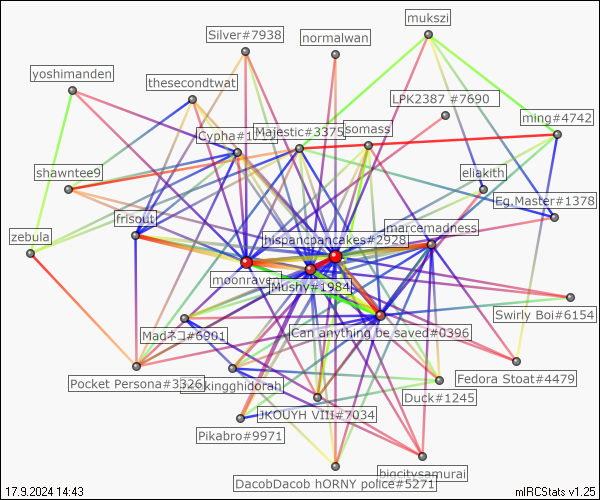 mukszi
Silver#7938
normalwan
yoshimanden
thesecondtwat
LPK2387 #7690
ming#4742
Majestic#3375
somass
shawntee9
eliakith
Eg.Master#1378
frisout
marcemadness
zebula
hispancpancakes#2928
Mushy#1984
Swirly Boi#6154
Madネコ#6901
Can anything be saved#0396
Pocket Persona#3326
kingghidorah
Fedora Stoat#4479
Duck#1245
JKOUYH VIII#7034
Pikabro#9971
bigcitysamurai
DacobDacob hORNY police#5271
17.9.2024 14:43
mIRCStats v1.25